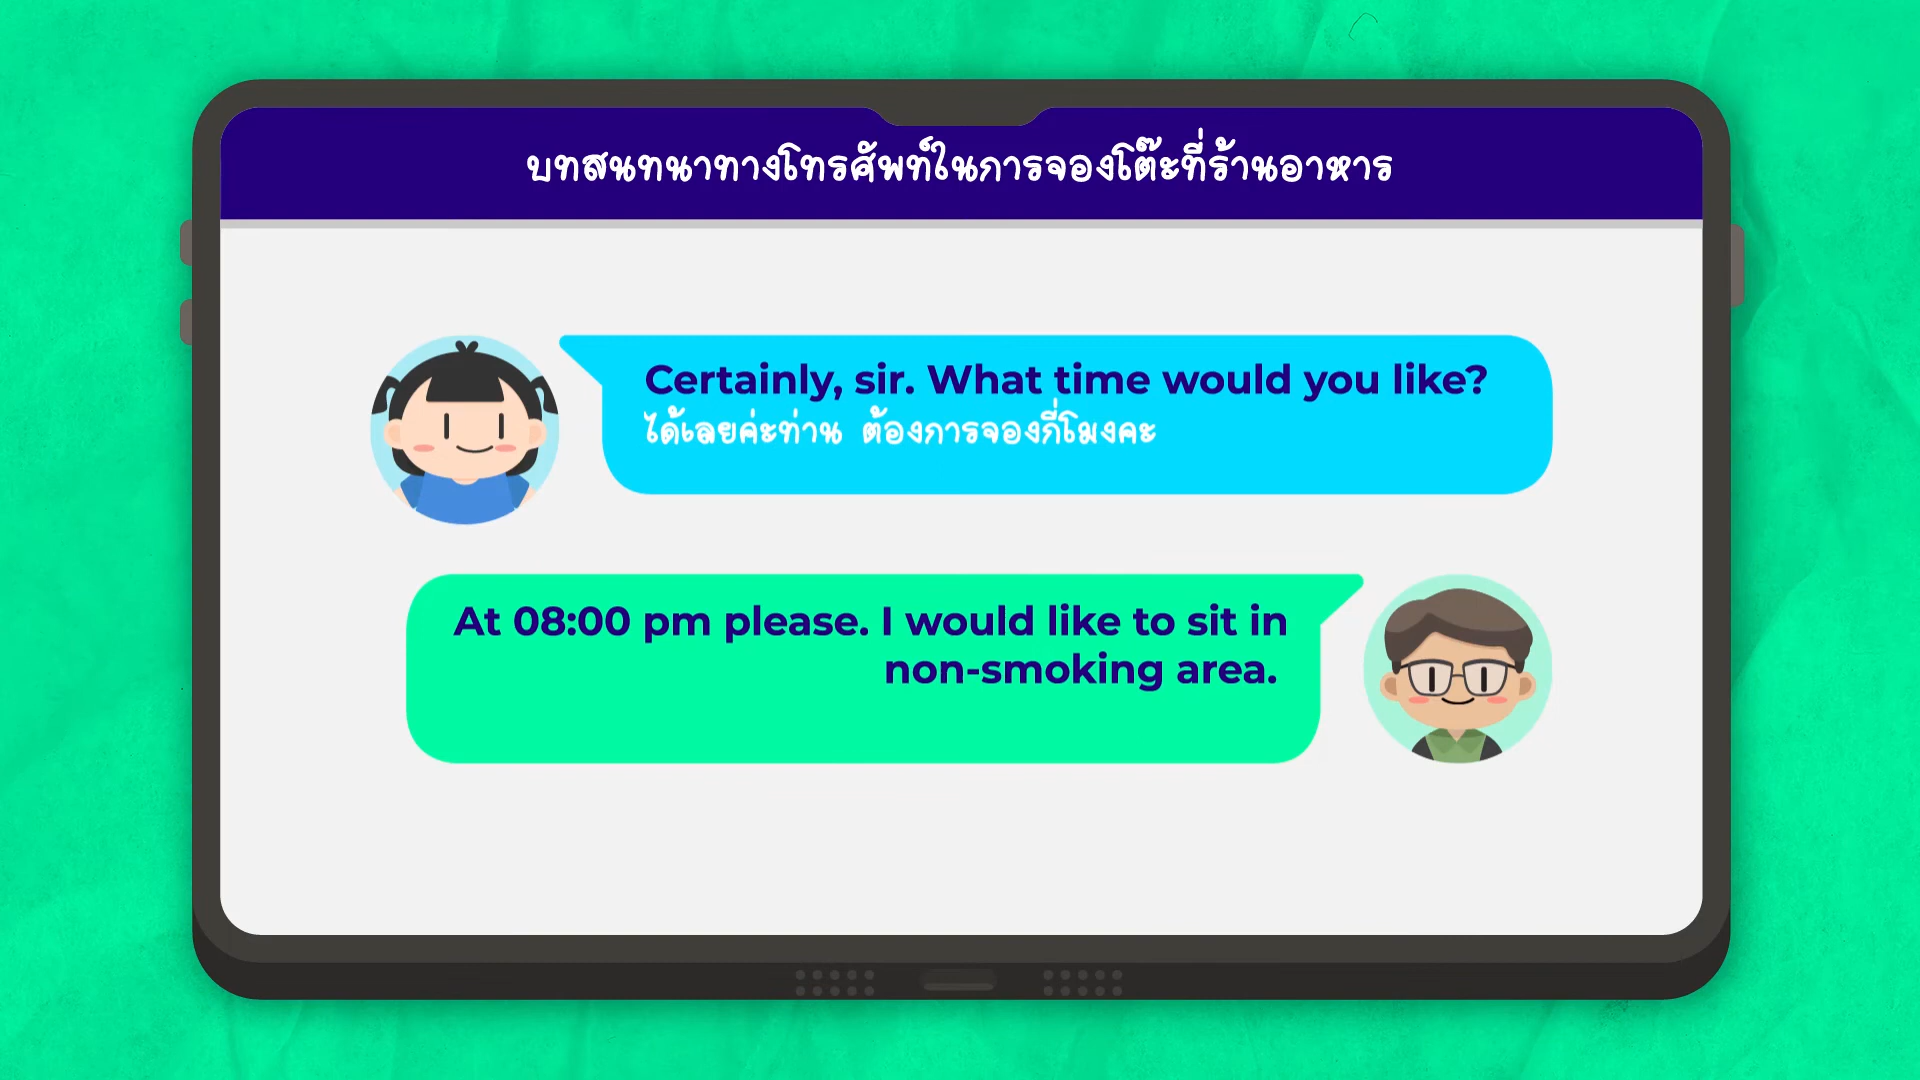 บทสนทนาทางโทรศัพท์ในการจองโต๊ะที่ร้านอาหาร
Certainly, sir. What time would you like?
ได้เลยค่ะท่าน ต้องการจองกี่โมงคะ
At 08:00 pm please. I would like to sit in
non-smoking area.